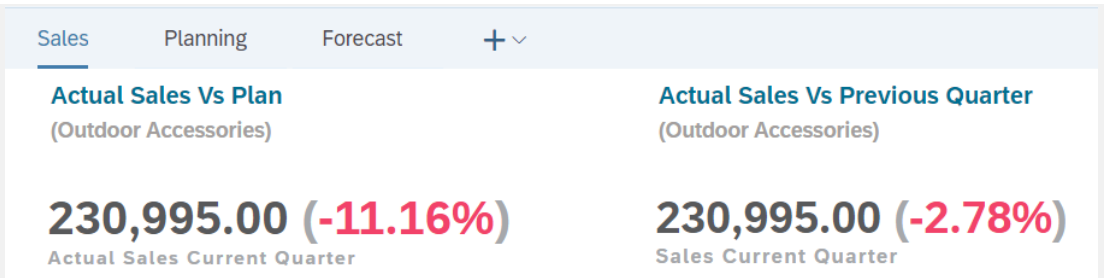 Sales Planning Forecast +
Actual Sales Vs Plan
(Outdoor Accessories)
230,995.00 (-11.16%)
Actual Sales Current Quarter
Actual Sales Vs Previous Quarter
(Outdoor Accessories)
230,995.00 (-2.78%)
Sales Current Quarter